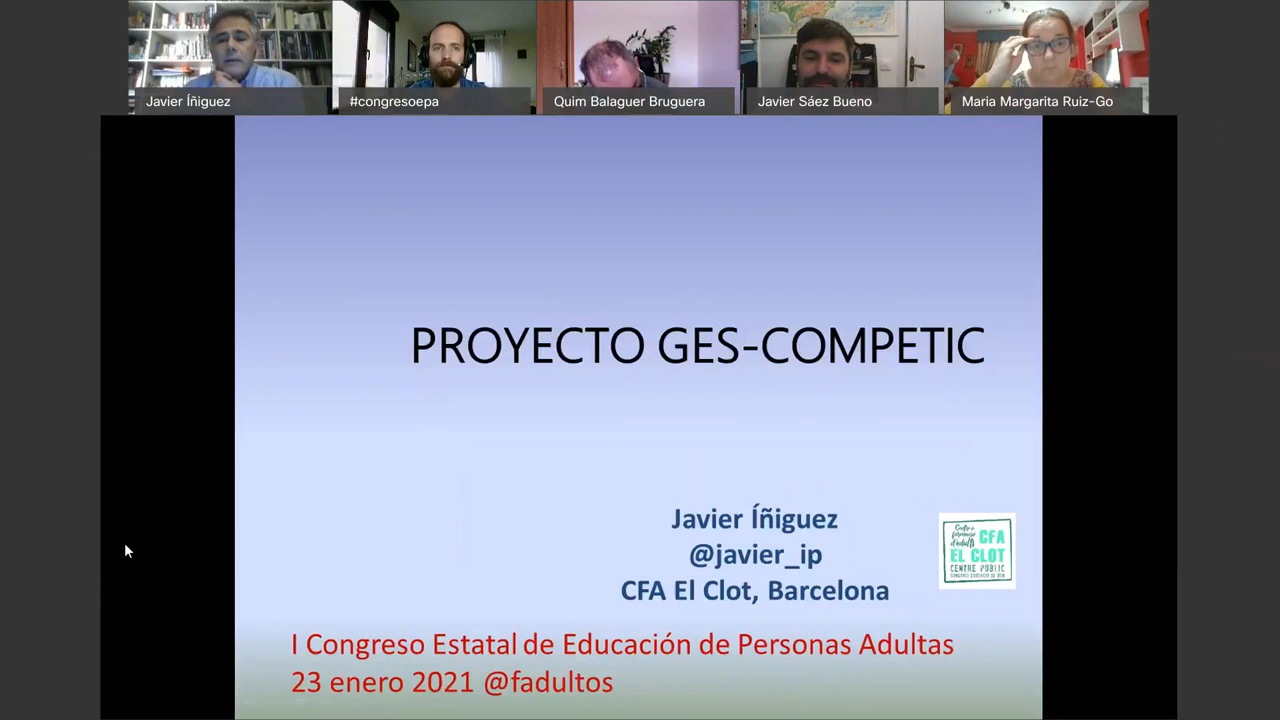 Javier Íñiguez
#congresoepa
Quim Balaguer Bruguera
Javier Sáez Bueno
Maria Margarita Ruiz-Go
PROYECTO GES-COMPETIC
Javier Íñiguez
@javier_ip
CFA El Clot, Barcelona
CFA
EL CLOT
CENTRE PÚBLIC
I Congreso Estatal de Educación de Personas Adultas
23 enero 2021 @fadultos